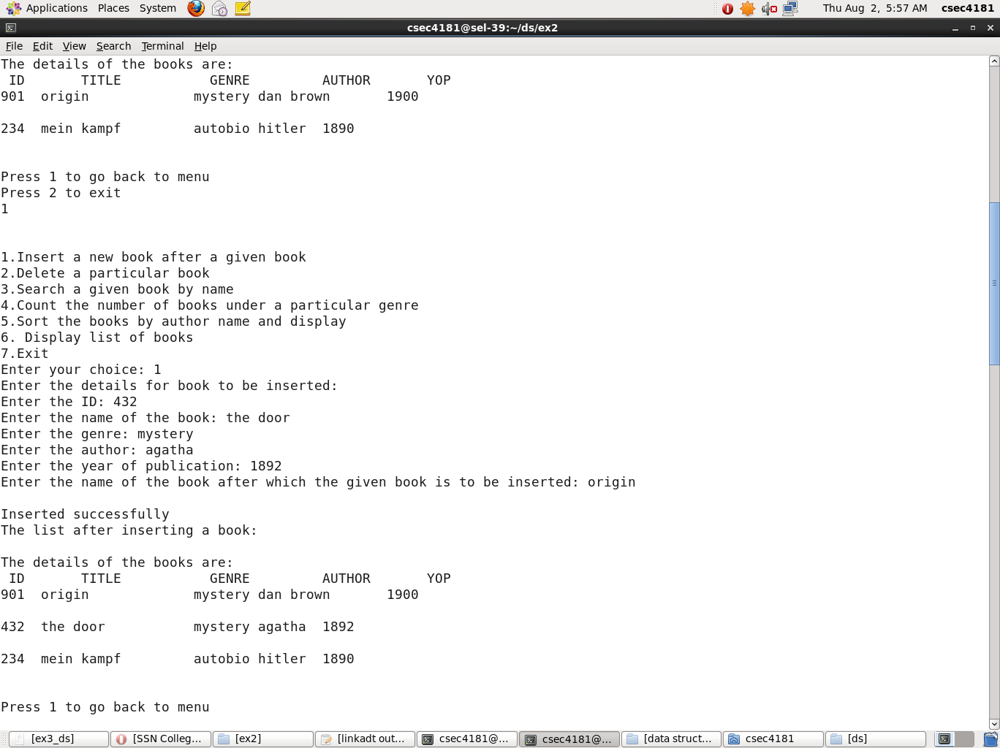 Applications Places System Thu Aug 2, 5:57 AM csec4181
csec4181@sel-39:~/ds/ex2
File Edit View Search Terminal Help
The details of the books are:
ID TITLE GENRE AUTHOR YOP
901 origin mystery dan brown 1900
234 mein kampf autobio hitler 1890
Press 1 to go back to menu
Press 2 to exit
1
1.Insert a new book after a given book
2.Delete a particular book
3.Search a given book by name
4.Count the number of books under a particular genre
5.Sort the books by author name and display
6. Display list of books
7.Exit
Enter your choice: 1
Enter the details for book to be inserted:
Enter the ID: 432
Enter the name of the book: the door
Enter the genre: mystery
Enter the author: agatha
Enter the year of publication: 1892
Enter the name of the book after which the given book is to be inserted: origin
Inserted successfully
The list after inserting a book:
The details of the books are:
ID TITLE GENRE AUTHOR YOP
901 origin mystery dan brown 1900
432 the door mystery agatha 1892
234 mein kampf autobio hitler 1890
Press 1 to go back to menu
[ex3_ds] [SSN Colleg... [ex2] [linkadt out... csec4181@... csec4181@... [data struct... csec4181 [ds]